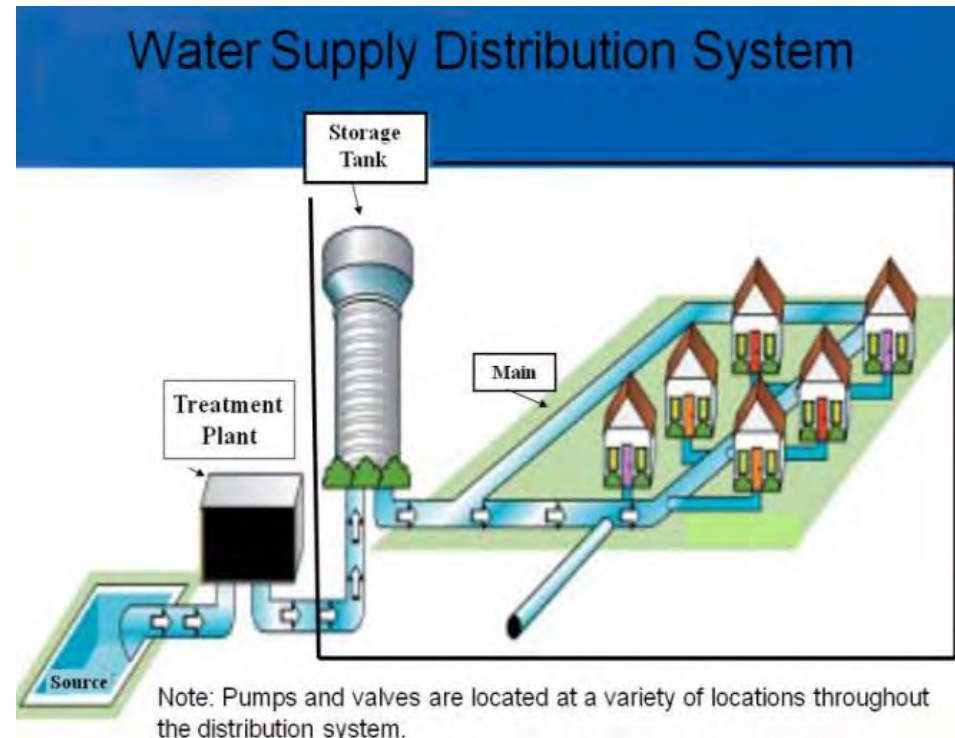 Water Supply Distribution System
Storage
Tank
Main
Treatment
Plant
Source
Note: Pumps and valves are located at a variety of locations throughout
the distribution system.